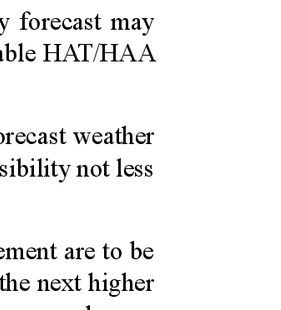 y forecast may
able HAT/HAA
orecast weather
sibility not less
ement are to be
the next higher